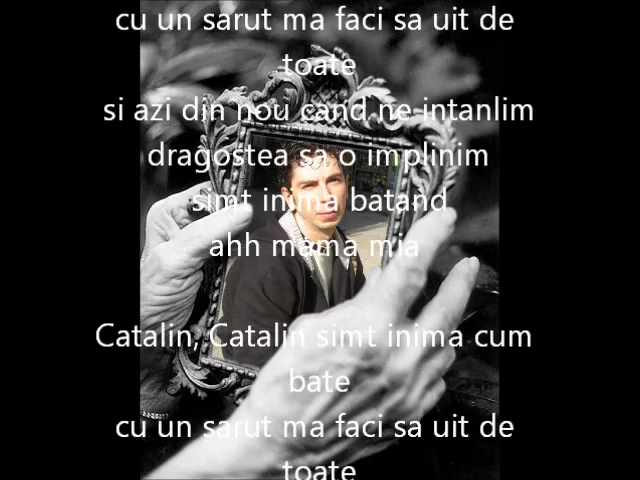 cu un sarut ma faci sa uit de
toate
si azi din nou cand ne intanlim
dragostea sa o implinim
simt inima batand
ahh mama mia
Catalin, Catalin simt inima cum
bate
cu un sarut ma faci sa uit de
toate